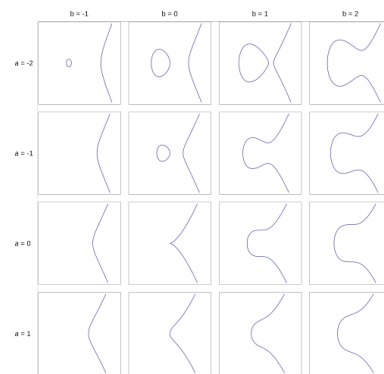 b = -1 b = 0 b = 1 b = 2
a = -2
a = -1
a = 0
a = 1